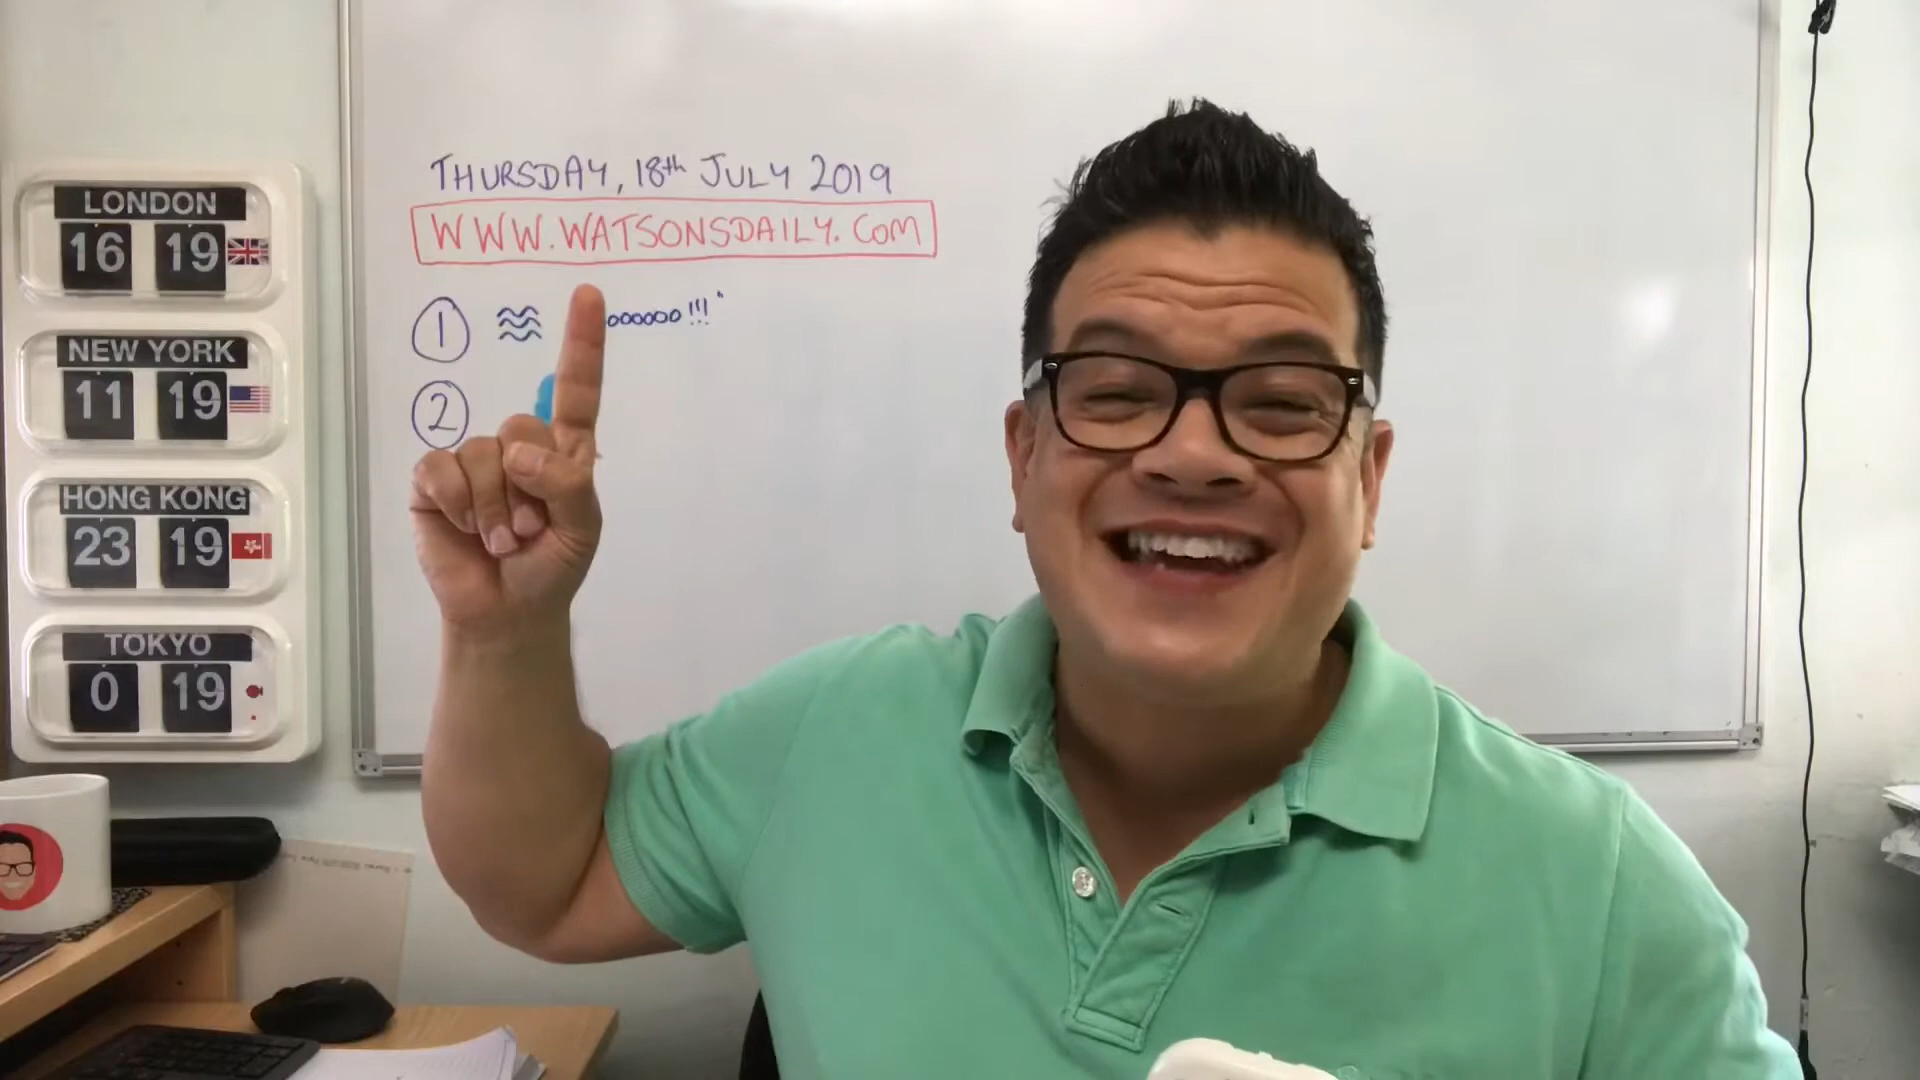 THURSDAY, 18th JULY 2019
WWW.WATSONSDAILY.COM
1 oooooo!!!"
2
LONDON
16 19
NEW YORK
11 19
HONG KONG
23 19
TOKYO
0 19